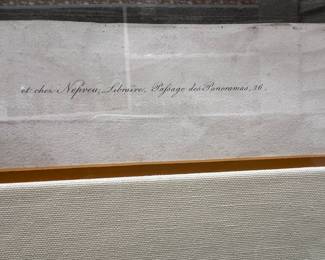 et chez Nepveu, Libraire, Passage des Panoramas, 26.